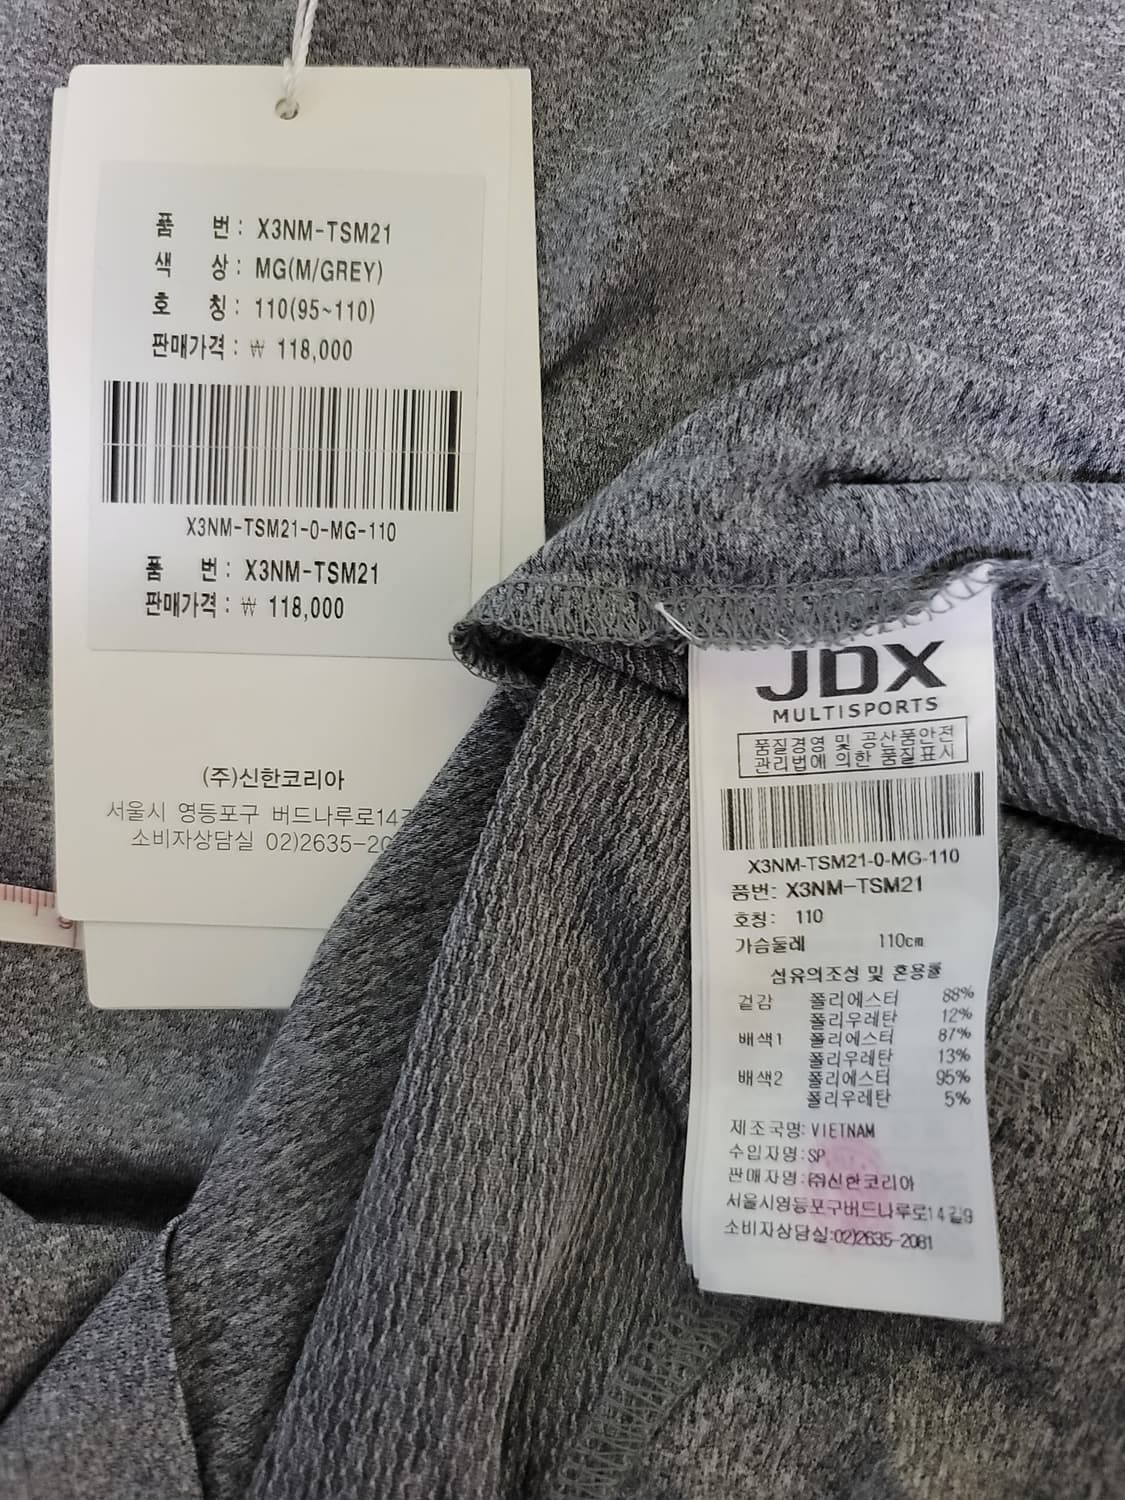 품 번 : X3NM-TSM21
색 상 : MG(M/GREY)
호 칭 : 110(95~110)
판매가격 : ₩ 118,000
X3NM-TSM21-0-MG-110
품 번 : X3NM-TSM21
판매가격 : ₩ 118,000
(주)신한코리아
서울시 영등포구 버드나루로14
소비자상담실 02)2635-20
JDX
MULTISPORTS
품질경영 및 공산품안전
관리법에 의한 품질표시
X3NM-TSM21-0-MG-110
품번: X3NM-TSM21
호칭: 110
가슴둘레 110cm
섬유의조성 및 혼용률
겉감 폴리에스터 88%
폴리우레탄 12%
배색1 폴리에스터 87%
폴리우레탄 13%
배색2 폴리에스터 95%
폴리우레탄 5%
제조국명: VIETNAM
수입자명:SP
판매자명:㈜신한코리아
서울시영등포구버드나루로14길9
소비자상담실:02)2635-2081